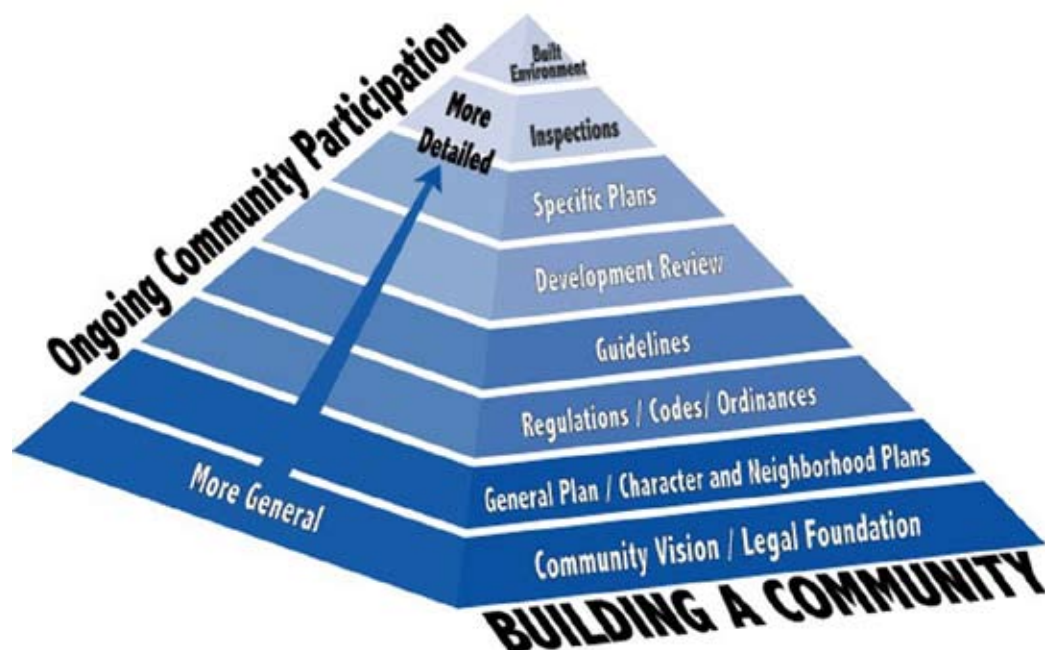 Ongoing Community Participation
Built
Environment
More
Detailed
Inspections
Specific Plans
Development Review
Guidelines
Regulations / Codes/ Ordinances
General Plan / Character and Neighborhood Plans
More General
Community Vision / Legal Foundation
BUILDING A COMMUNITY